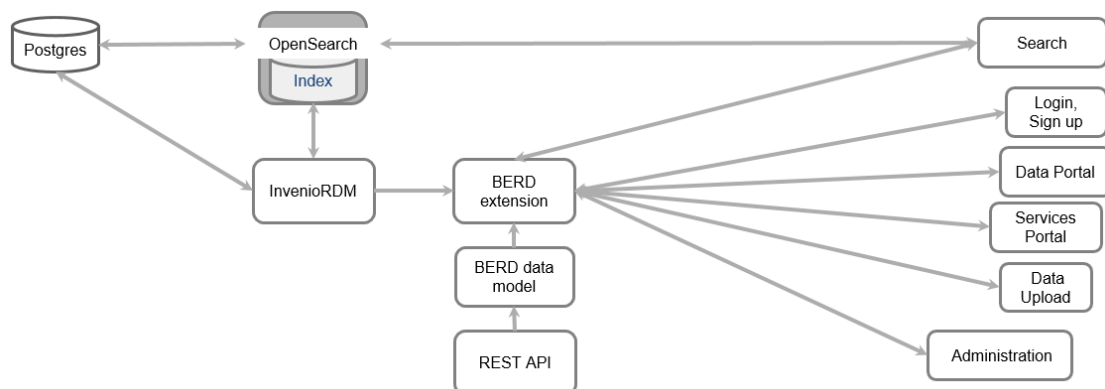 Postgres
OpenSearch
Index
Search
Login,
Sign up
InvenioRDM
BERD
extension
Data Portal
Services
Portal
BERD data
model
Data
Upload
REST API
Administration